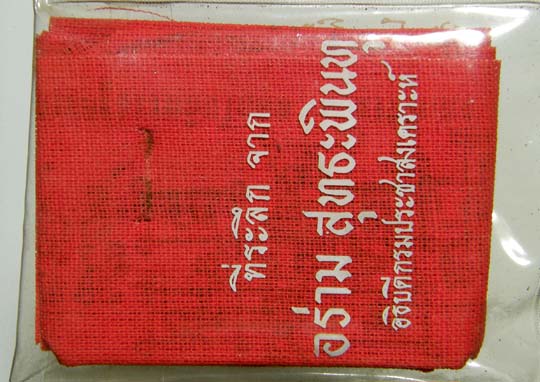 ที่ระลึก จาก
อร่าม สุทธะพินทุ
อธิบดีกรมประชาสงเคราะห์